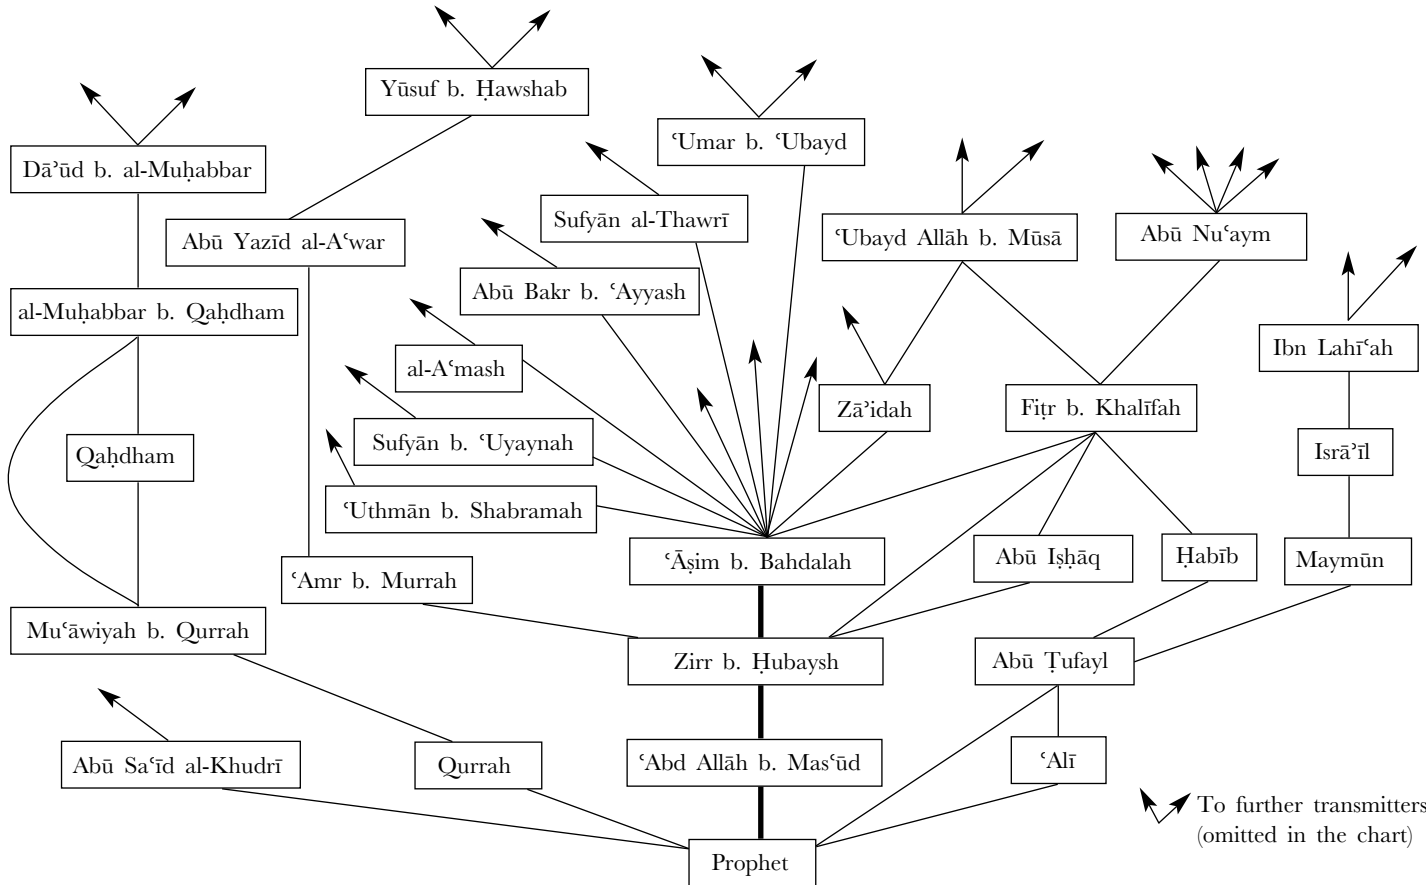 Yūsuf b. Ḥawshab
ʿUmar b. ʿUbayd
Dāʾūd b. al-Muḥabbar
Sufyān al-Thawrī
Abū Yazīd al-Aʿwar
ʿUbayd Allāh b. Mūsā
Abū Nuʿaym
Abū Bakr b. ʿAyyash
al-Muḥabbar b. Qaḥdham
Ibn Lahīʿah
al-Aʿmash
Zāʾidah
Fiṭr b. Khalīfah
Sufyān b. ʿUyaynah
Qaḥdham
Isrāʾīl
ʿUthmān b. Shabramah
ʿĀṣim b. Bahdalah
Abū Isḥāq
Ḥabīb
Maymūn
ʿAmr b. Murrah
Muʿāwiyah b. Qurrah
Zirr b. Ḥubaysh
Abū Ṭufayl
Abū Saʿīd al-Khudrī
Qurrah
ʿAbd Allāh b. Masʿūd
ʿAlī
To further transmitters
(omitted in the chart)
Prophet